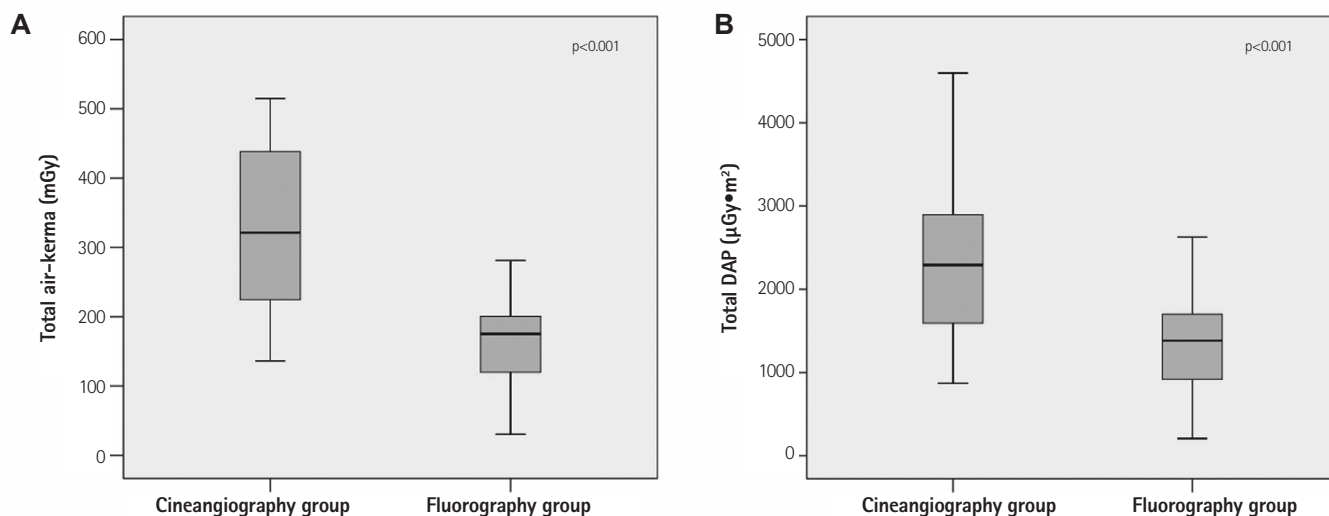 A
Total air-kerma (mGy)
600
500
400
300
200
100
0
p<0.001
Cineangiography group
Fluorography group
B
Total DAP (µGy•m²)
5000
4000
3000
2000
1000
0
p<0.001
Cineangiography group
Fluorography group